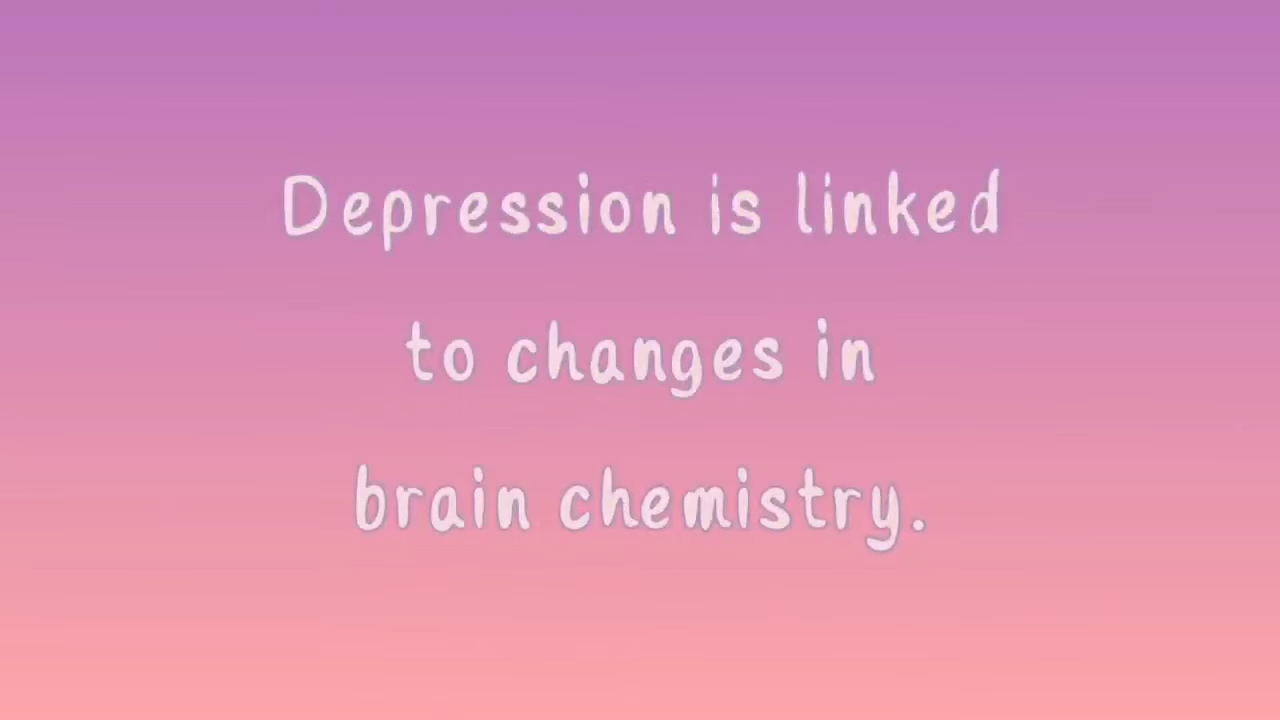 Depression is linked
to changes in
brain chemistry.